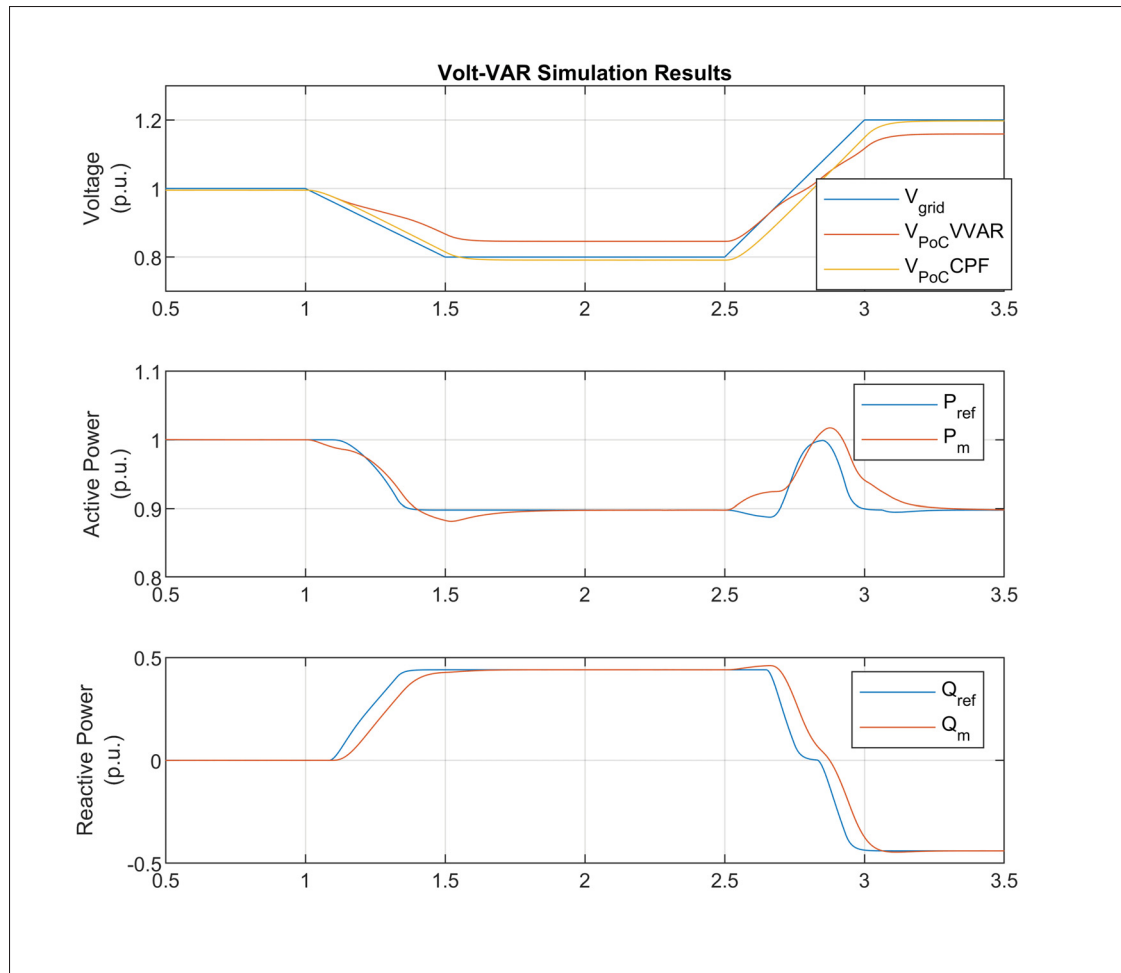 Volt-VAR Simulation Results
Voltage
(p.u.)
1.2
1
0.8
V_grid
V_PoC VVAR
V_PoC CPF
0.5 1 1.5 2 2.5 3 3.5
Active Power
(p.u.)
1.1
1
0.9
0.8
P_ref
P_m
0.5 1 1.5 2 2.5 3 3.5
Reactive Power
(p.u.)
0.5
0
-0.5
Q_ref
Q_m
0.5 1 1.5 2 2.5 3 3.5